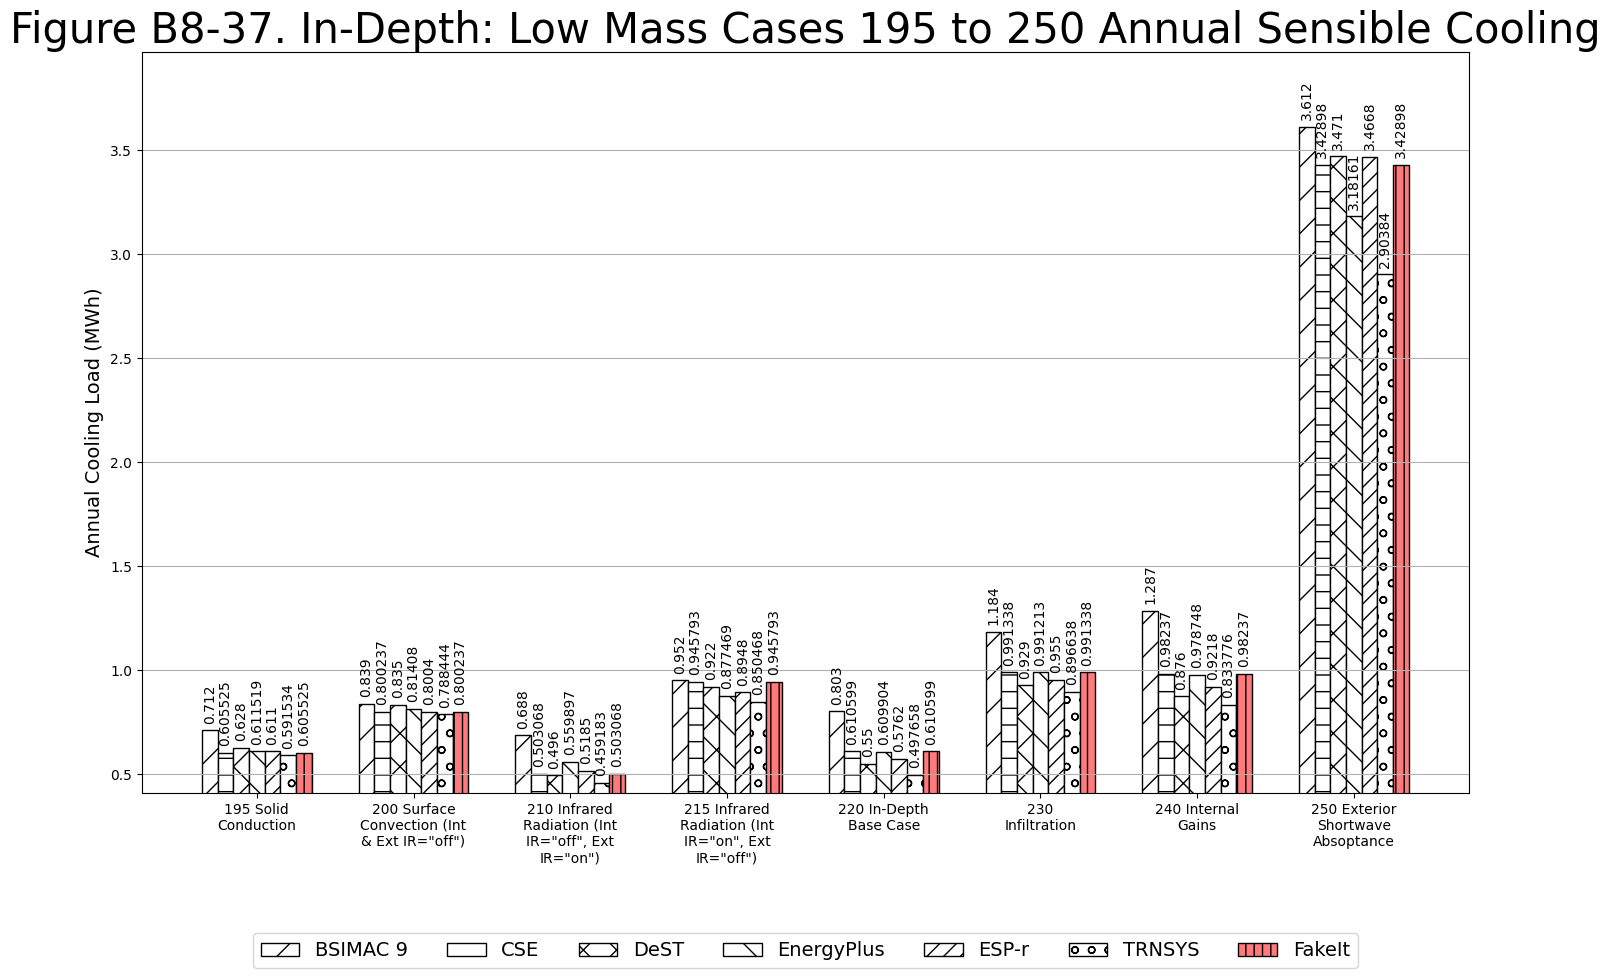 Figure B8-37. In-Depth: Low Mass Cases 195 to 250 Annual Sensible Cooling
Annual Cooling Load (MWh)
3.5
3.0
2.5
2.0
1.5
1.0
0.5
0.712
0.605525
0.628
0.611519
0.611
0.591534
0.605525
0.839
0.800237
0.835
0.81408
0.8004
0.788444
0.800237
0.688
0.503068
0.496
0.559897
0.5185
0.459183
0.503068
0.952
0.945793
0.922
0.877469
0.8948
0.850468
0.945793
0.803
0.610599
0.55
0.609904
0.5762
0.497658
0.610599
1.184
0.991338
0.929
0.991213
0.955
0.896638
0.991338
1.287
0.98237
0.876
0.978748
0.9218
0.833776
0.98237
3.612
3.42898
3.471
3.18161
3.4668
2.90384
3.42898
195 Solid
Conduction
200 Surface
Convection (Int
& Ext IR="off")
210 Infrared
Radiation (Int
IR="off", Ext
IR="on")
215 Infrared
Radiation (Int
IR="on", Ext
IR="off")
220 In-Depth
Base Case
230
Infiltration
240 Internal
Gains
250 Exterior
Shortwave
Absoptance
BSIMAC 9
CSE
DeST
EnergyPlus
ESP-r
TRNSYS
FakeIt